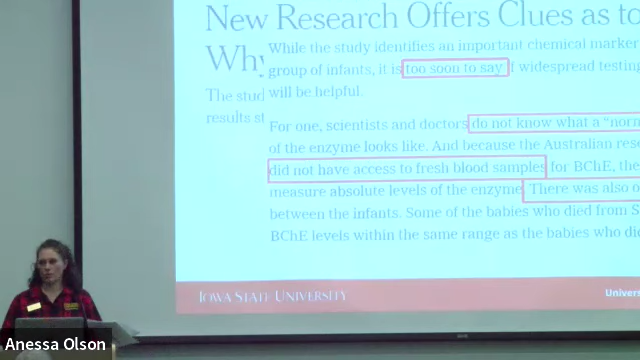 New Research Offers Clues as to
Why
While the study identifies an important chemical marker
group of infants, it is too soon to say if widespread testing
will be helpful.
The stud
results st
For one, scientists and doctors do not know what a "norm
of the enzyme looks like. And because the Australian rese
did not have access to fresh blood samples for BChE, the
measure absolute levels of the enzyme. There was also o
between the infants. Some of the babies who died from S
BChE levels within the same range as the babies who did
IOWA STATE UNIVERSITY
Univers
Anessa Olson